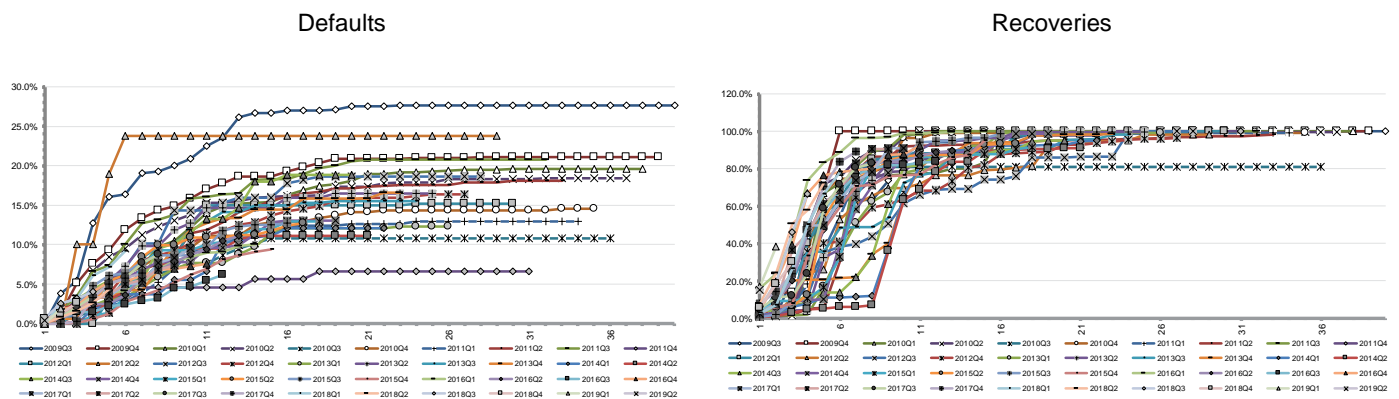 Defaults
30.0%
25.0%
20.0%
15.0%
10.0%
5.0%
0.0%
1 6 11 16 21 26 31 36
2009Q3 2009Q4 2010Q1 2010Q2 2010Q3 2010Q4 2011Q1 2011Q2 2011Q3 2011Q4
2012Q1 2012Q2 2012Q3 2012Q4 2013Q1 2013Q2 2013Q3 2013Q4 2014Q1 2014Q2
2014Q3 2014Q4 2015Q1 2015Q2 2015Q3 2015Q4 2016Q1 2016Q2 2016Q3 2016Q4
2017Q1 2017Q2 2017Q3 2017Q4 2018Q1 2018Q2 2018Q3 2018Q4 2019Q1 2019Q2
Recoveries
120.0%
100.0%
80.0%
60.0%
40.0%
20.0%
0.0%
1 6 11 16 21 26 31 36
2009Q3 2009Q4 2010Q1 2010Q2 2010Q3 2010Q4 2011Q1 2011Q2 2011Q3 2011Q4
2012Q1 2012Q2 2012Q3 2012Q4 2013Q1 2013Q2 2013Q3 2013Q4 2014Q1 2014Q2
2014Q3 2014Q4 2015Q1 2015Q2 2015Q3 2015Q4 2016Q1 2016Q2 2016Q3 2016Q4
2017Q1 2017Q2 2017Q3 2017Q4 2018Q1 2018Q2 2018Q3 2018Q4 2019Q1 2019Q2